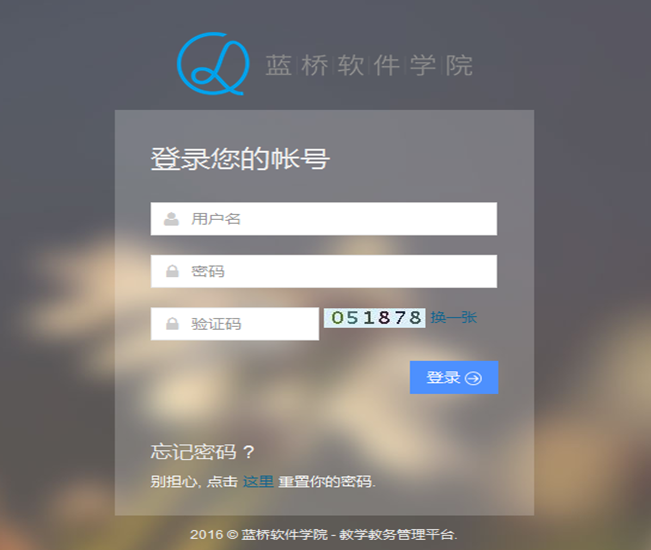 蓝桥软件学院
登录您的帐号
用户名
密码
验证码 051878 换一张
登录
忘记密码 ?
别担心, 点击 这里 重置你的密码.
2016 © 蓝桥软件学院 - 教学教务管理平台.